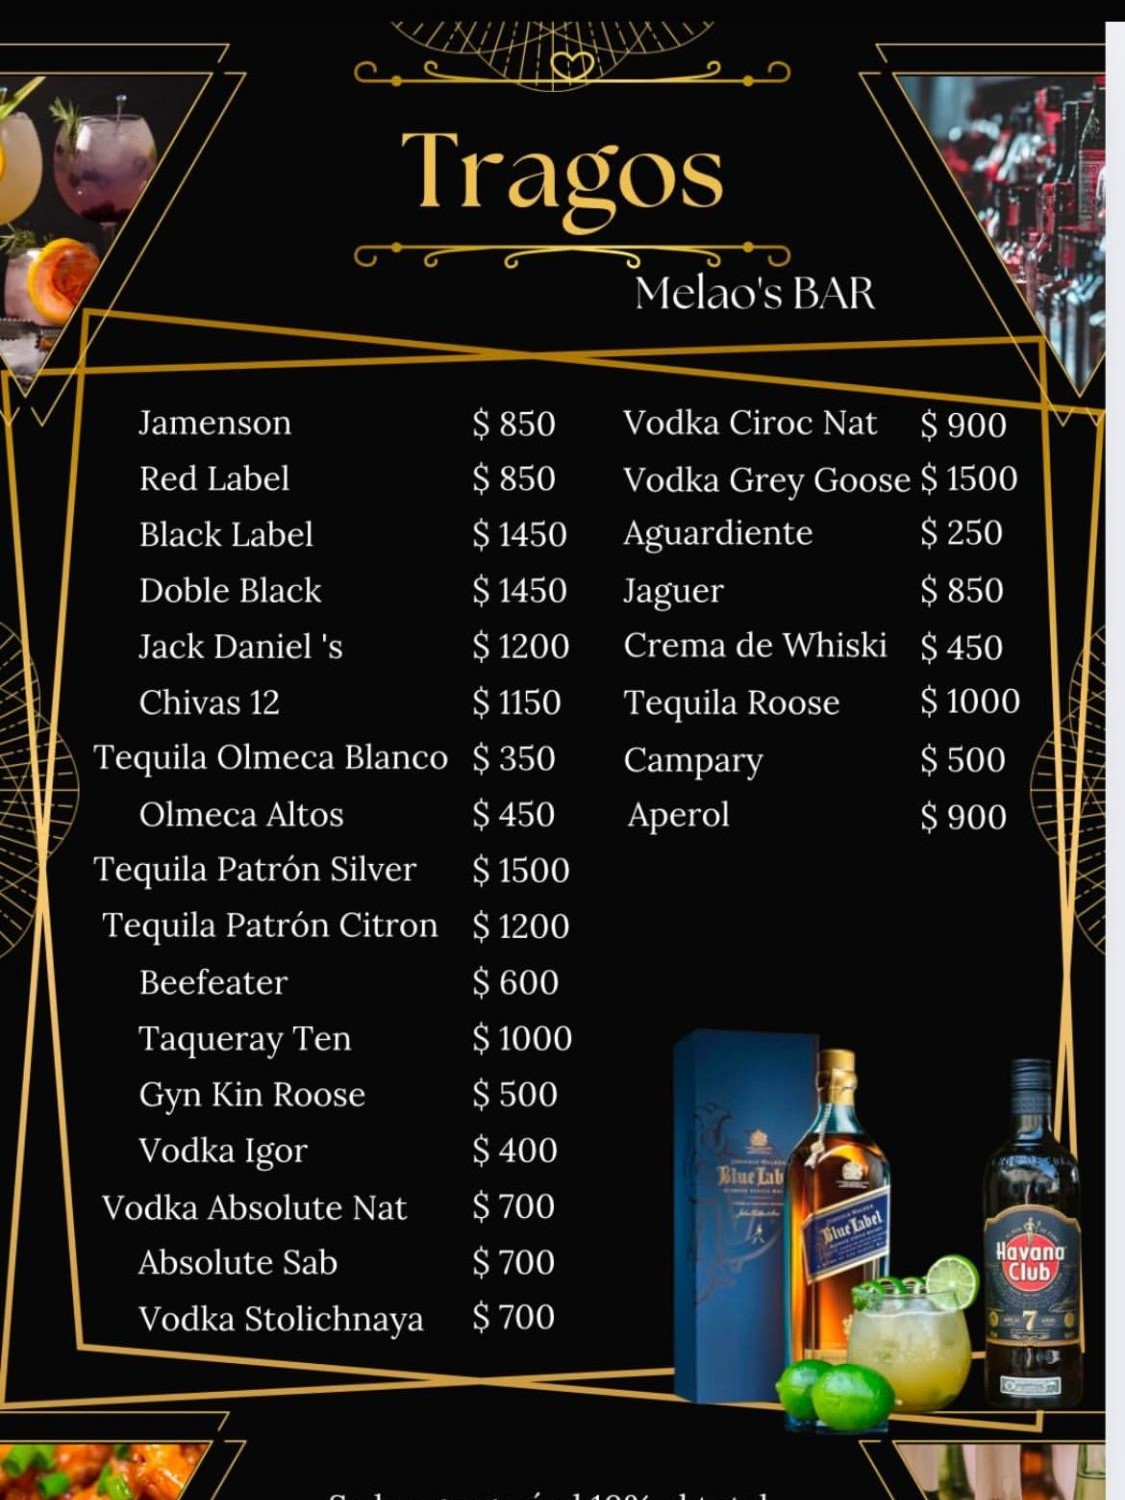 Tragos
Melao's BAR
Jamenson $ 850
Red Label $ 850
Black Label $ 1450
Doble Black $ 1450
Jack Daniel 's $ 1200
Chivas 12 $ 1150
Tequila Olmeca Blanco $ 350
Olmeca Altos $ 450
Tequila Patrón Silver $ 1500
Tequila Patrón Citron $ 1200
Beefeater $ 600
Taqueray Ten $ 1000
Gyn Kin Roose $ 500
Vodka Igor $ 400
Vodka Absolute Nat $ 700
Absolute Sab $ 700
Vodka Stolichnaya $ 700
Vodka Ciroc Nat $ 900
Vodka Grey Goose $ 1500
Aguardiente $ 250
Jaguer $ 850
Crema de Whiski $ 450
Tequila Roose $ 1000
Campary $ 500
Aperol $ 900
Blue Lab
Blue Label
Havana
Club
7
10%